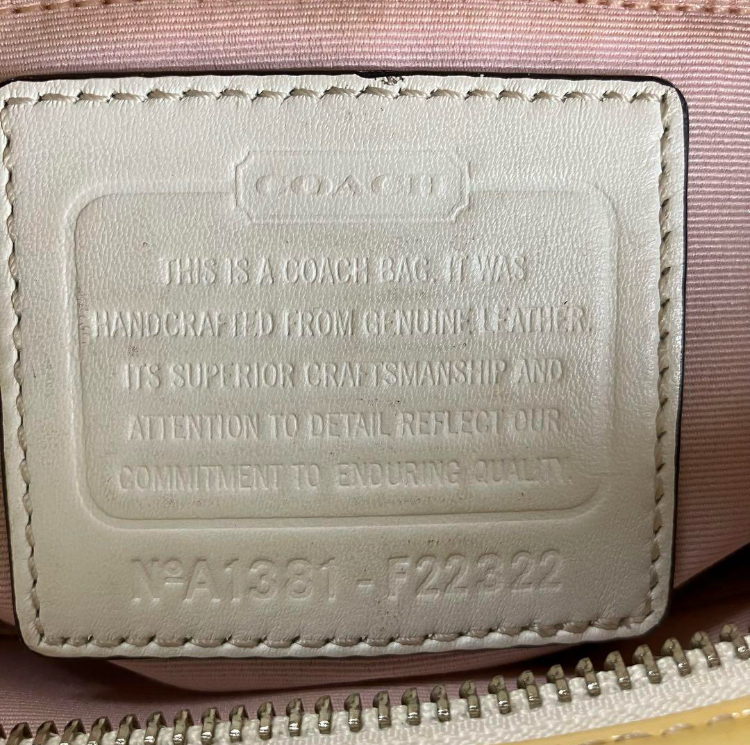 COACH
THIS IS A COACH BAG. IT WAS
HANDCRAFTED FROM GENUINE LEATHER.
ITS SUPERIOR CRAFTSMANSHIP AND
ATTENTION TO DETAIL REFLECT OUR
COMMITMENT TO ENDURING QUALITY.
NºA1381 - F22322